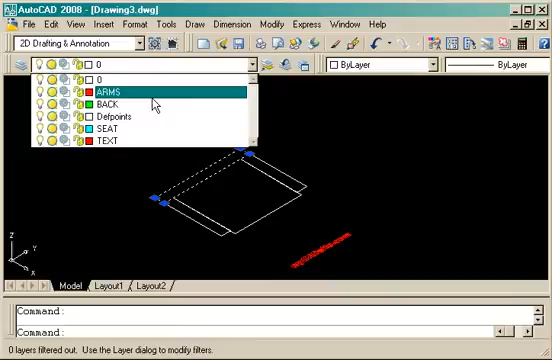 AutoCAD 2008 - [Drawing3.dwg]
File Edit View Insert Format Tools Draw Dimension Modify Express Window Help
2D Drafting & Annotation
0
ByLayer
ByLayer
0
ARMS
BACK
Defpoints
SEAT
TEXT
Z
Y
X
Model Layout1 Layout2
Command:
Command:
0 layers filtered out. Use the Layer dialog to modify filters.